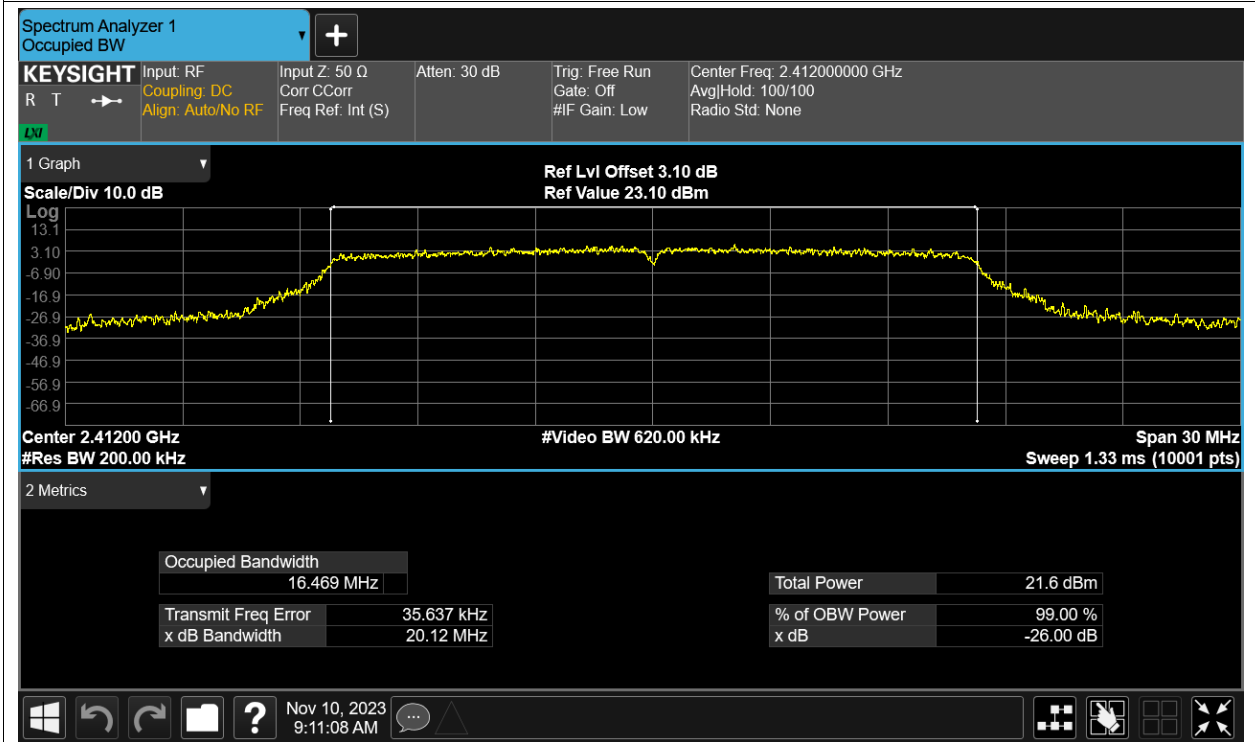 Spectrum Analyzer 1
Occupied BW
KEYSIGHT
R T
LXI
Input: RF
Coupling: DC
Align: Auto/No RF
Input Z: 50 Ω
Corr CCorr
Freq Ref: Int (S)
Atten: 30 dB
Trig: Free Run
Gate: Off
#IF Gain: Low
Center Freq: 2.412000000 GHz
Avg|Hold: 100/100
Radio Std: None
1 Graph
Scale/Div 10.0 dB
Ref Lvl Offset 3.10 dB
Ref Value 23.10 dBm
Log
13.1
3.10
-6.90
-16.9
-26.9
-36.9
-46.9
-56.9
-66.9
Center 2.41200 GHz
#Res BW 200.00 kHz
#Video BW 620.00 kHz
Span 30 MHz
Sweep 1.33 ms (10001 pts)
2 Metrics
Occupied Bandwidth
16.469 MHz
Transmit Freq Error 35.637 kHz
x dB Bandwidth 20.12 MHz
Total Power 21.6 dBm
% of OBW Power 99.00 %
x dB -26.00 dB
?
Nov 10, 2023
9:11:08 AM